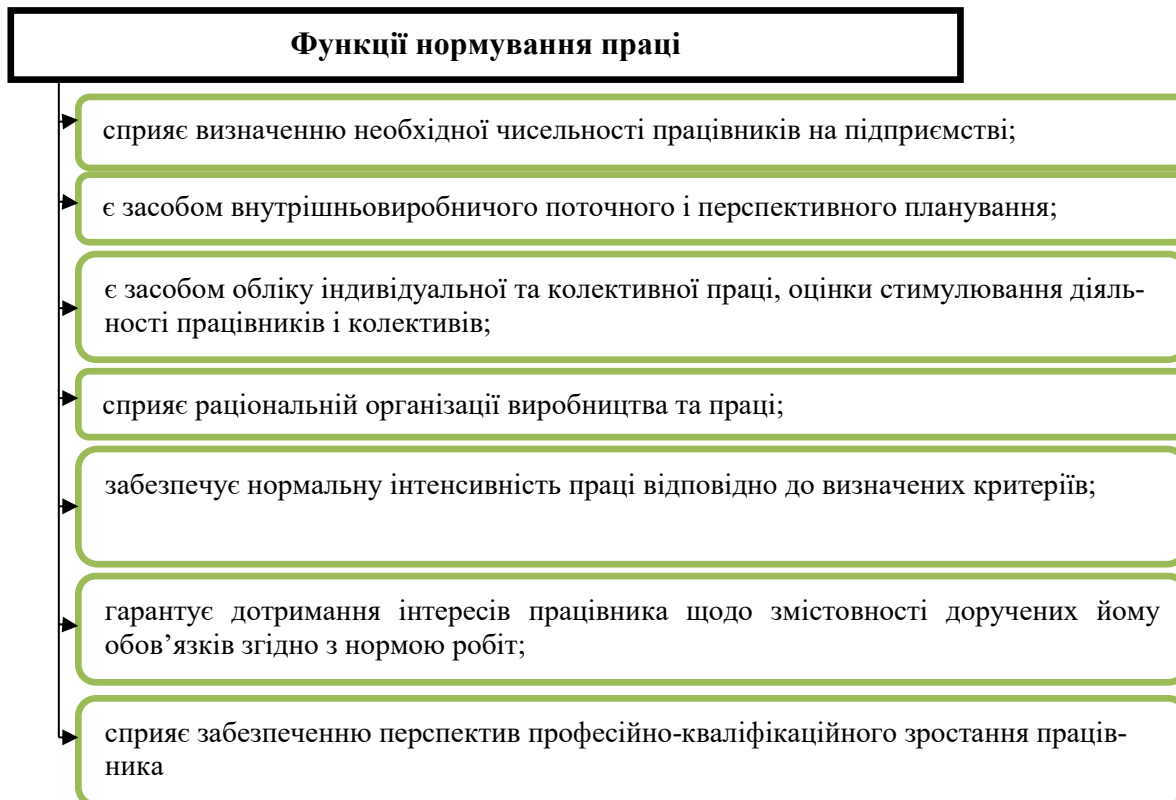 Функції нормування праці
сприяє визначенню необхідної чисельності працівників на підприємстві;
є засобом внутрішньовиробничого поточного і перспективного планування;
є засобом обліку індивідуальної та колективної праці, оцінки стимулювання діяль-
ності працівників і колективів;
сприяє раціональній організації виробництва та праці;
забезпечує нормальну інтенсивність праці відповідно до визначених критеріїв;
гарантує дотримання інтересів працівника щодо змістовності доручених йому
обов’язків згідно з нормою робіт;
сприяє забезпеченню перспектив професійно-кваліфікаційного зростання праців-
ника